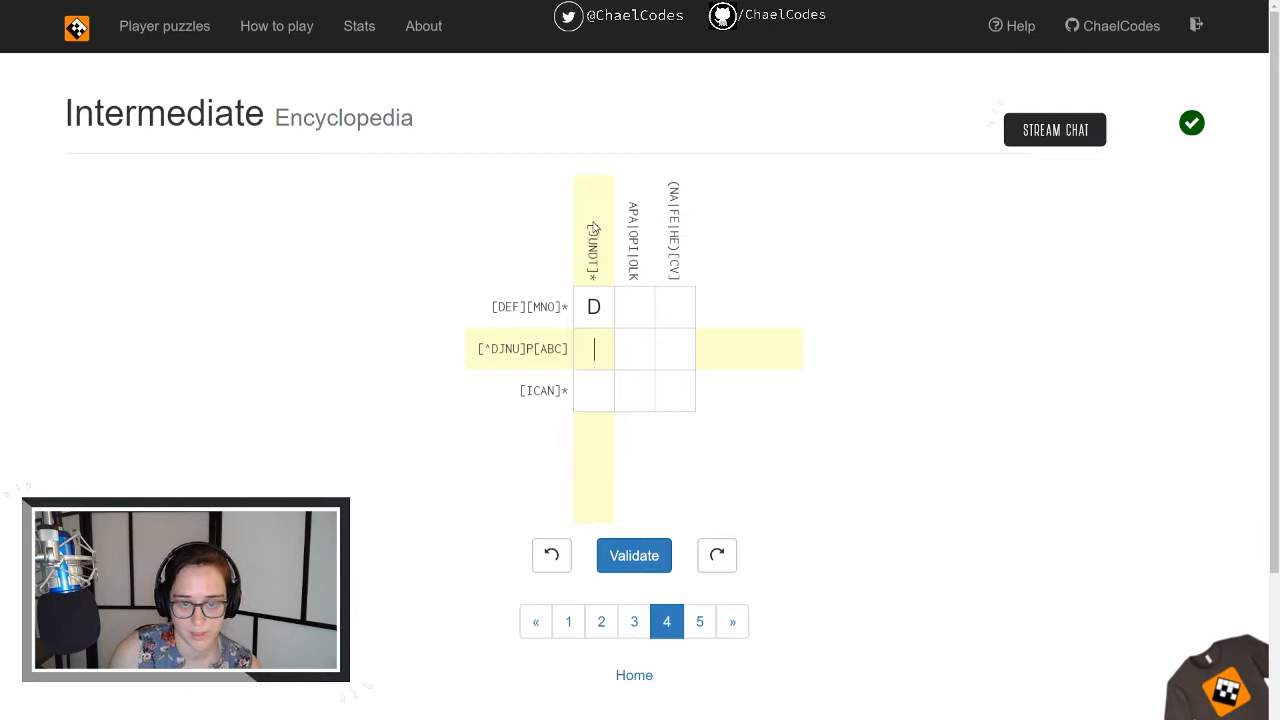 Player puzzles How to play Stats About @ChaelCodes /ChaelCodes Help ChaelCodes
Intermediate Encyclopedia
STREAM CHAT
APA|OPI|OLK
(NA|FE|HE)[CV]
[DEF][MNO]* D
[^DJNU]P[ABC]
[ICAN]*
Validate
« 1 2 3 4 5 »
Home